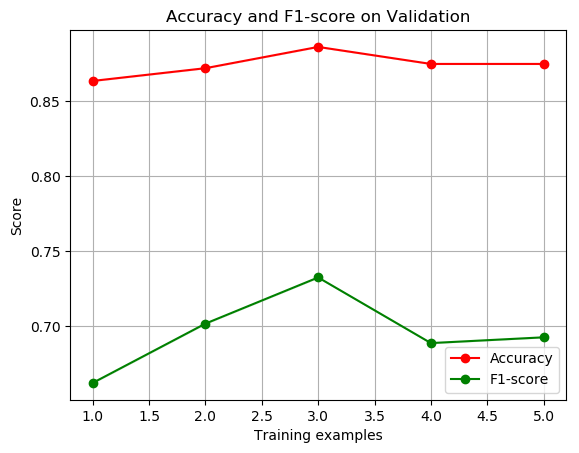 Accuracy and F1-score on Validation
Score
0.85
0.80
0.75
0.70
1.0 1.5 2.0 2.5 3.0 3.5 4.0 4.5 5.0
Training examples
Accuracy
F1-score